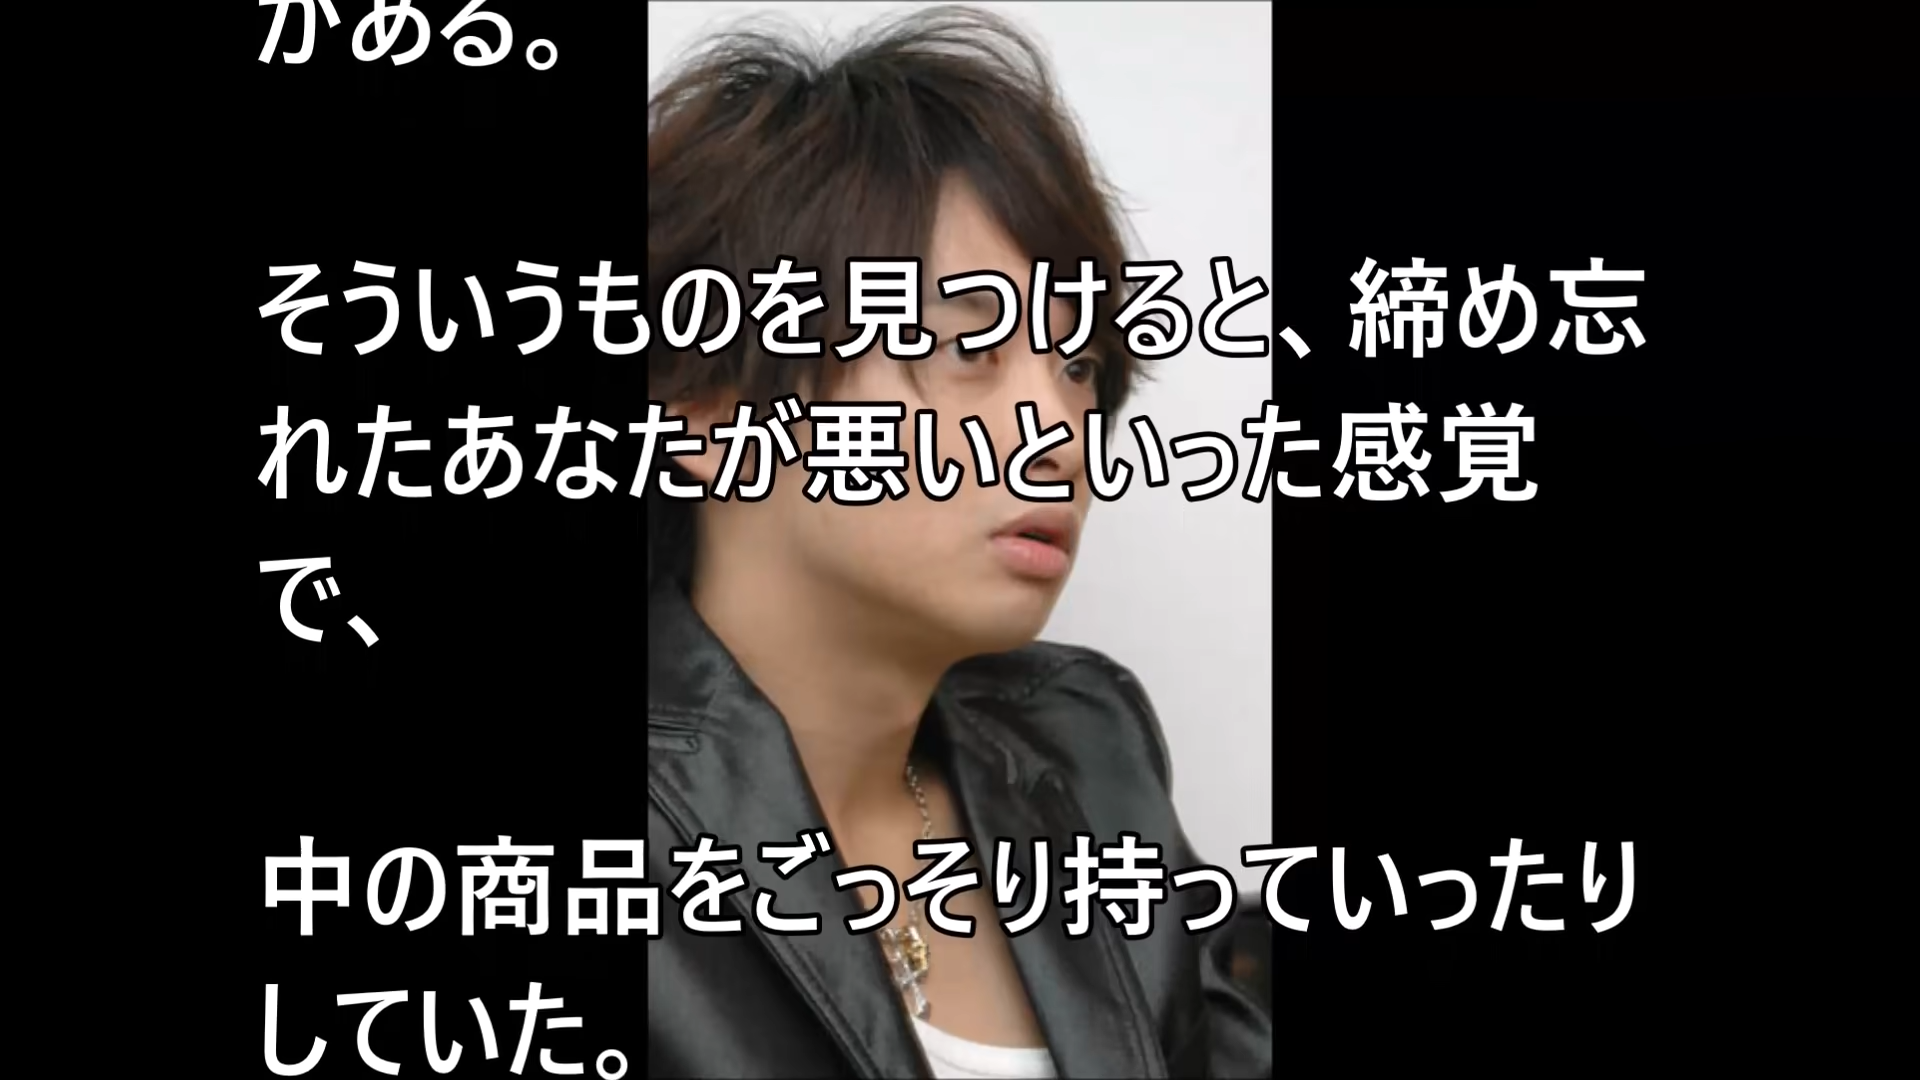 がある。
そういうものを見つけると、締め忘
れたあなたが悪いといった感覚
で、
中の商品をごっそり持っていったり
していた。